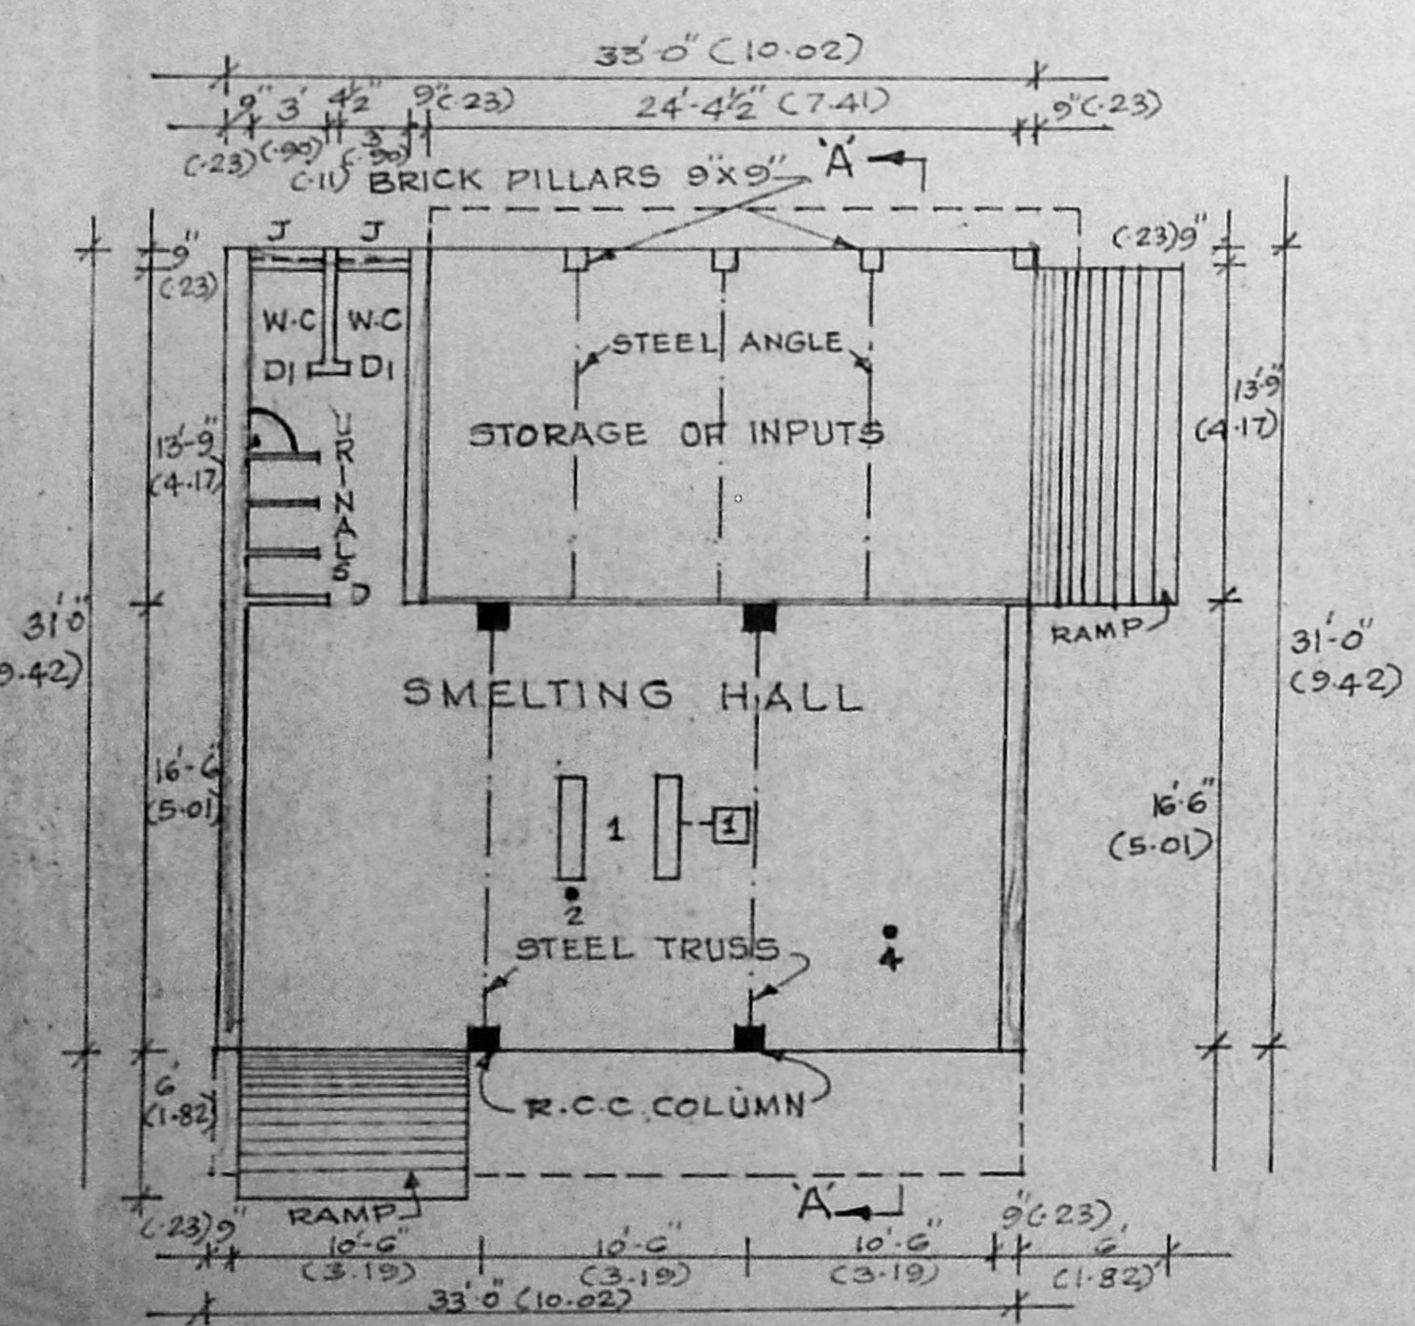 33'-0" (10.02)
9" 3' 4½" 9"(.23) 24'-4½" (7.41) 9"(.23)
(.23) (.90) (.11) 3' (.90)
BRICK PILLARS 9"X9" 'A'
J J
9" (.23)9"
(.23)
W.C W.C
STEEL ANGLE
D1 D1
13'-9"
(4.17)
STORAGE OF INPUTS
13'-9"
(4.17)
URINALS
D
31'-0"
9.42)
RAMP
31'-0"
(9.42)
SMELTING HALL
16'-6"
(5.01)
1 1
16'-6"
(5.01)
2
STEEL TRUSS
4
6'
(1.82)
R.C.C. COLUMN
RAMP
'A'
(.23) 9" 10'-6" 10'-6" 10'-6" 9"(.23) 6'
(3.19) (3.19) (3.19) (1.82)
33'-0" (10.02)